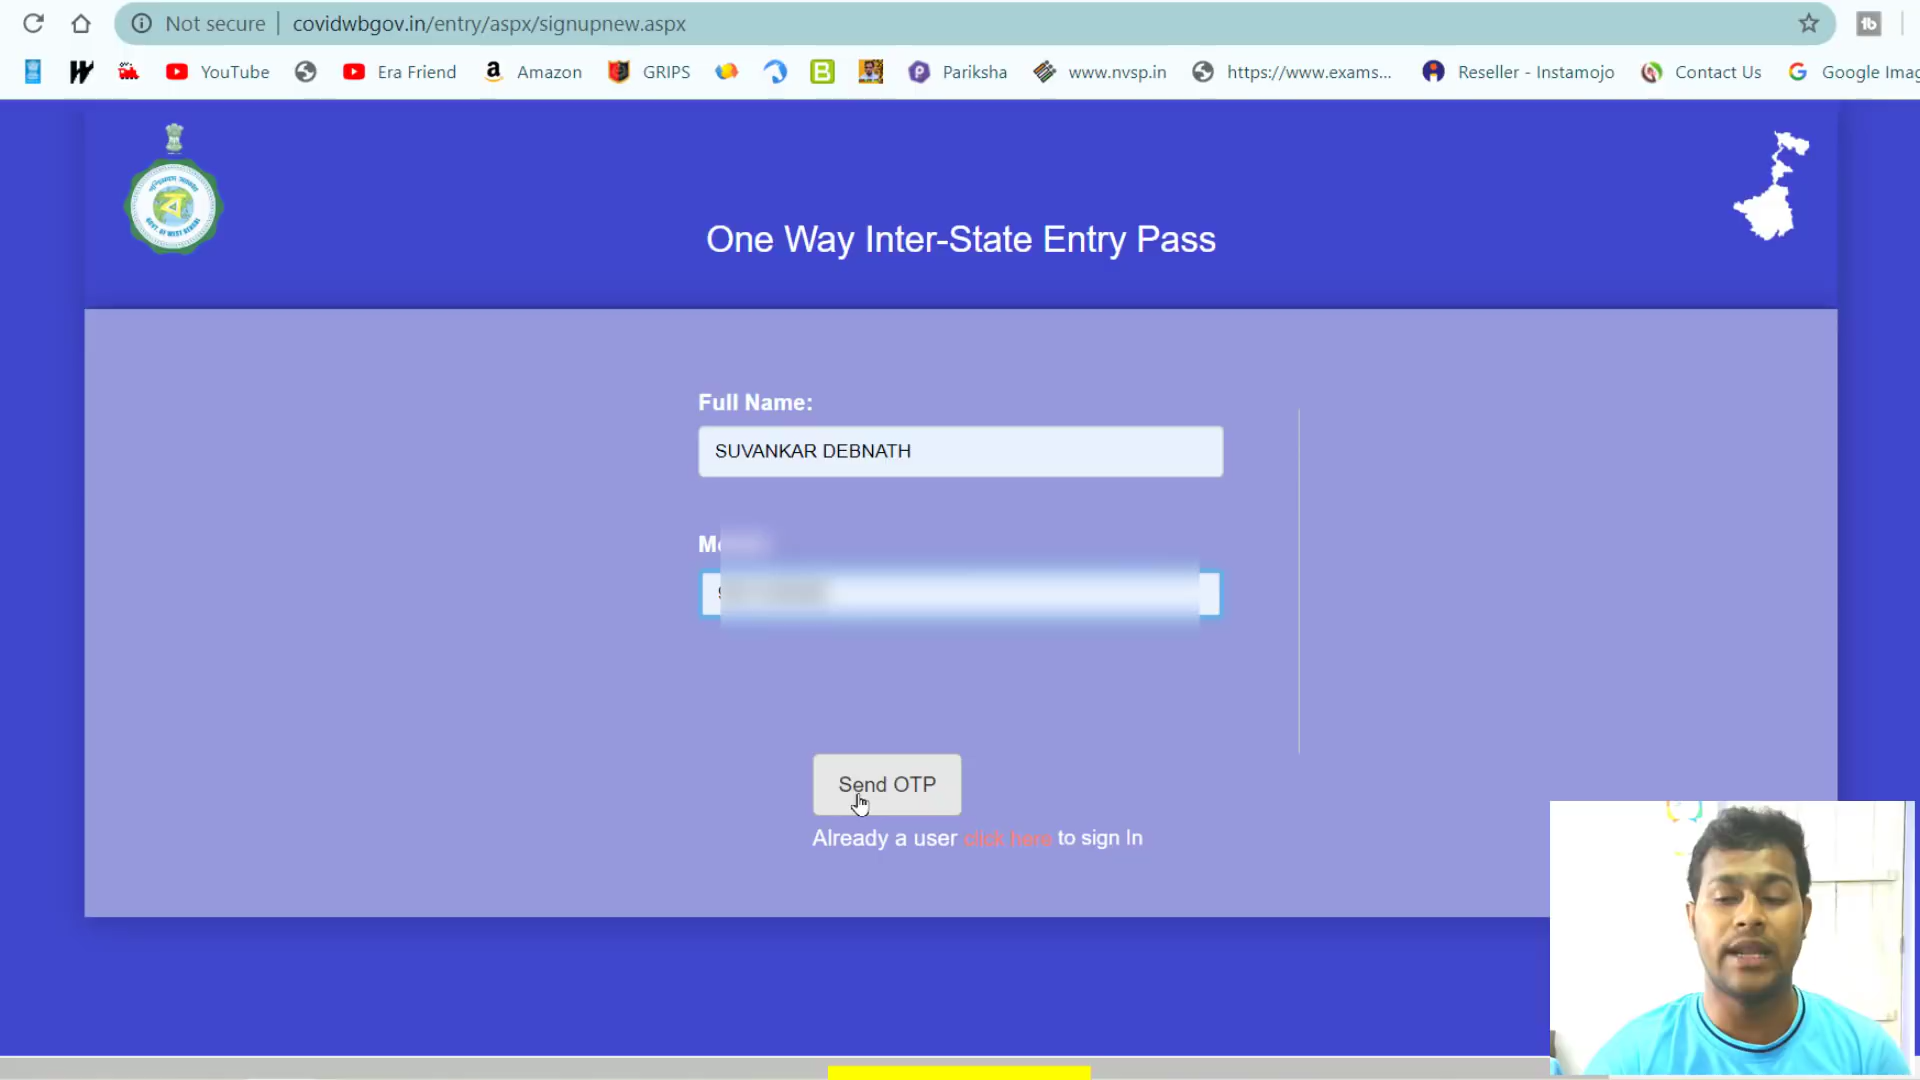 Not secure covidwbgov.in/entry/aspx/signupnew.aspx
YouTube Era Friend Amazon GRIPS Pariksha www.nvsp.in https://www.exams... Reseller - Instamojo Contact Us Google Imag
One Way Inter-State Entry Pass
Full Name:
SUVANKAR DEBNATH
Send OTP
Already a user click here to sign In